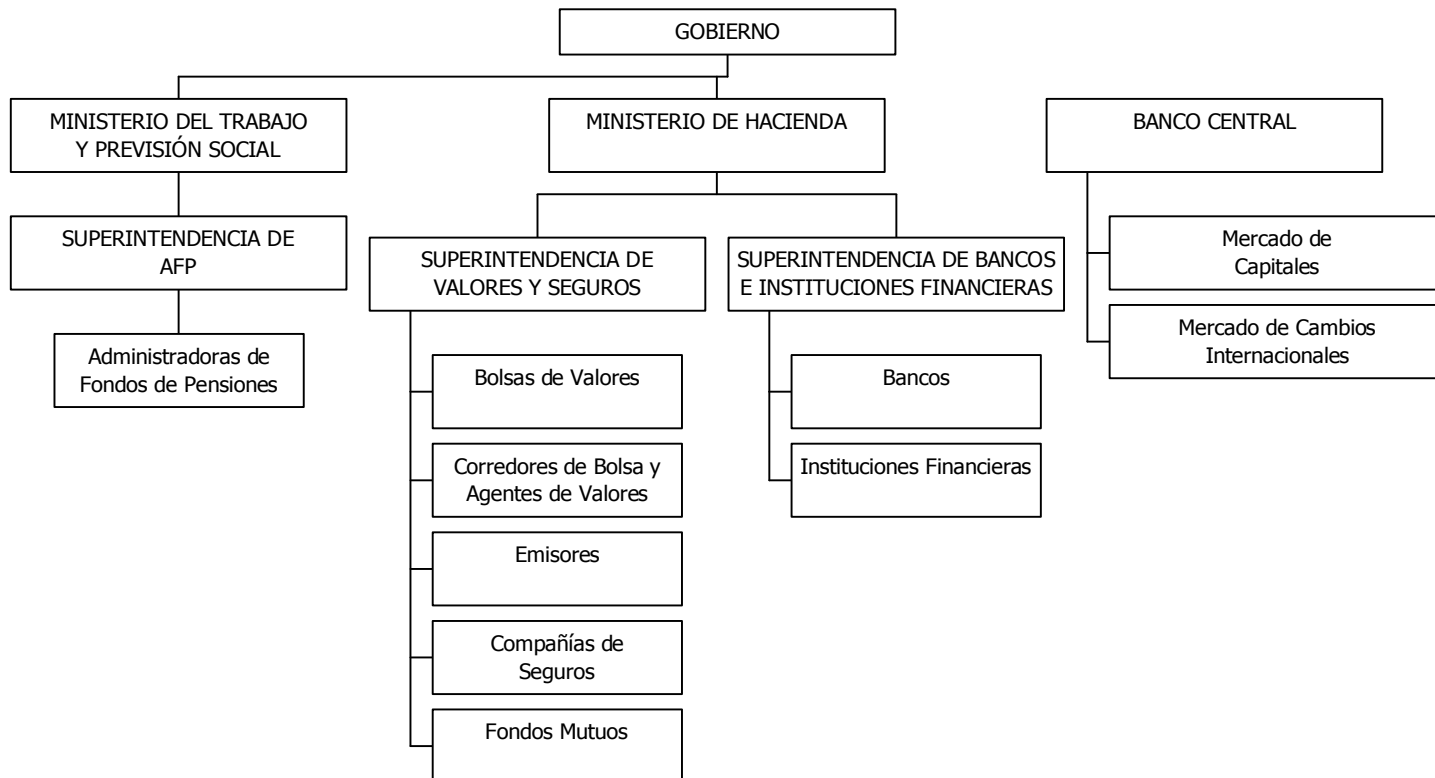 GOBIERNO
MINISTERIO DEL TRABAJO
Y PREVISIÓN SOCIAL
MINISTERIO DE HACIENDA
BANCO CENTRAL
SUPERINTENDENCIA DE
AFP
SUPERINTENDENCIA DE
VALORES Y SEGUROS
SUPERINTENDENCIA DE BANCOS
E INSTITUCIONES FINANCIERAS
Mercado de
Capitales
Mercado de Cambios
Internacionales
Administradoras de
Fondos de Pensiones
Bolsas de Valores
Corredores de Bolsa y
Agentes de Valores
Emisores
Compañías de
Seguros
Fondos Mutuos
Bancos
Instituciones Financieras